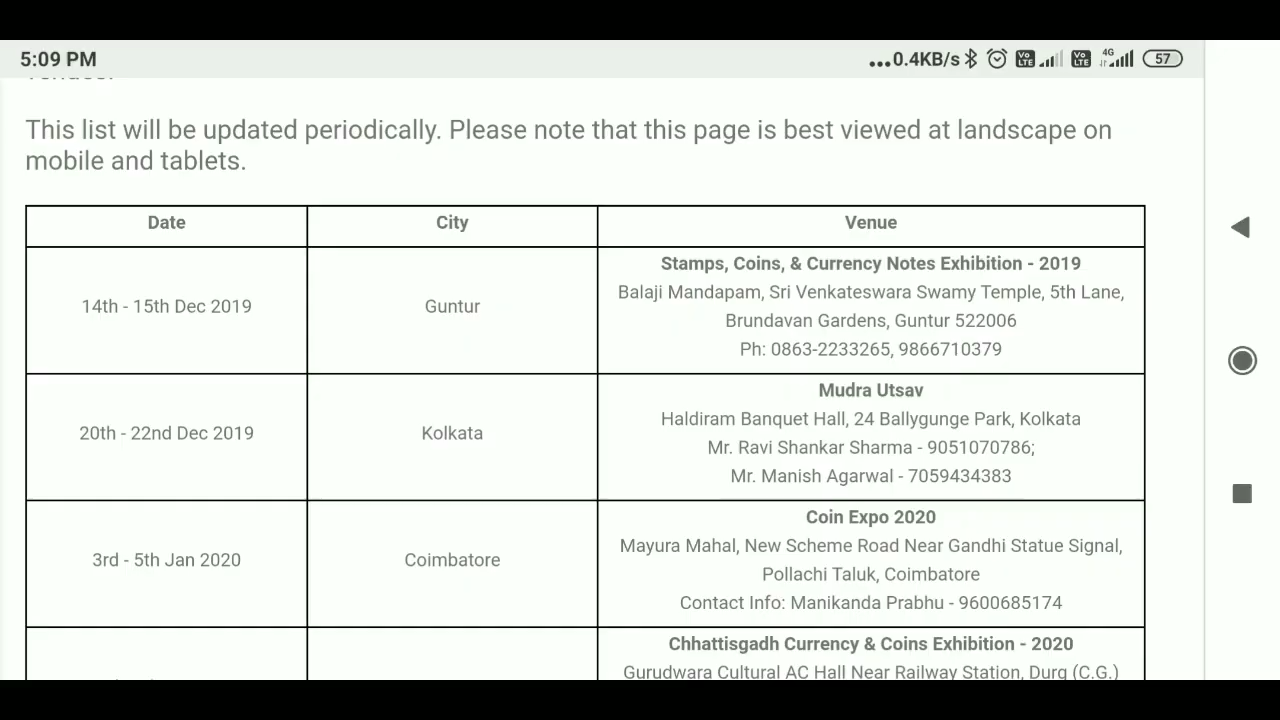 5:09 PM
...0.4KB/s
Vo LTE
Vo LTE
4G
57
This list will be updated periodically. Please note that this page is best viewed at landscape on
mobile and tablets.
Date
City
Venue
14th - 15th Dec 2019
Guntur
Stamps, Coins, & Currency Notes Exhibition - 2019
Balaji Mandapam, Sri Venkateswara Swamy Temple, 5th Lane,
Brundavan Gardens, Guntur 522006
Ph: 0863-2233265, 9866710379
20th - 22nd Dec 2019
Kolkata
Mudra Utsav
Haldiram Banquet Hall, 24 Ballygunge Park, Kolkata
Mr. Ravi Shankar Sharma - 9051070786;
Mr. Manish Agarwal - 7059434383
3rd - 5th Jan 2020
Coimbatore
Coin Expo 2020
Mayura Mahal, New Scheme Road Near Gandhi Statue Signal,
Pollachi Taluk, Coimbatore
Contact Info: Manikanda Prabhu - 9600685174
Chhattisgadh Currency & Coins Exhibition - 2020
Gurudwara Cultural AC Hall Near Railway Station, Durg (C.G.)